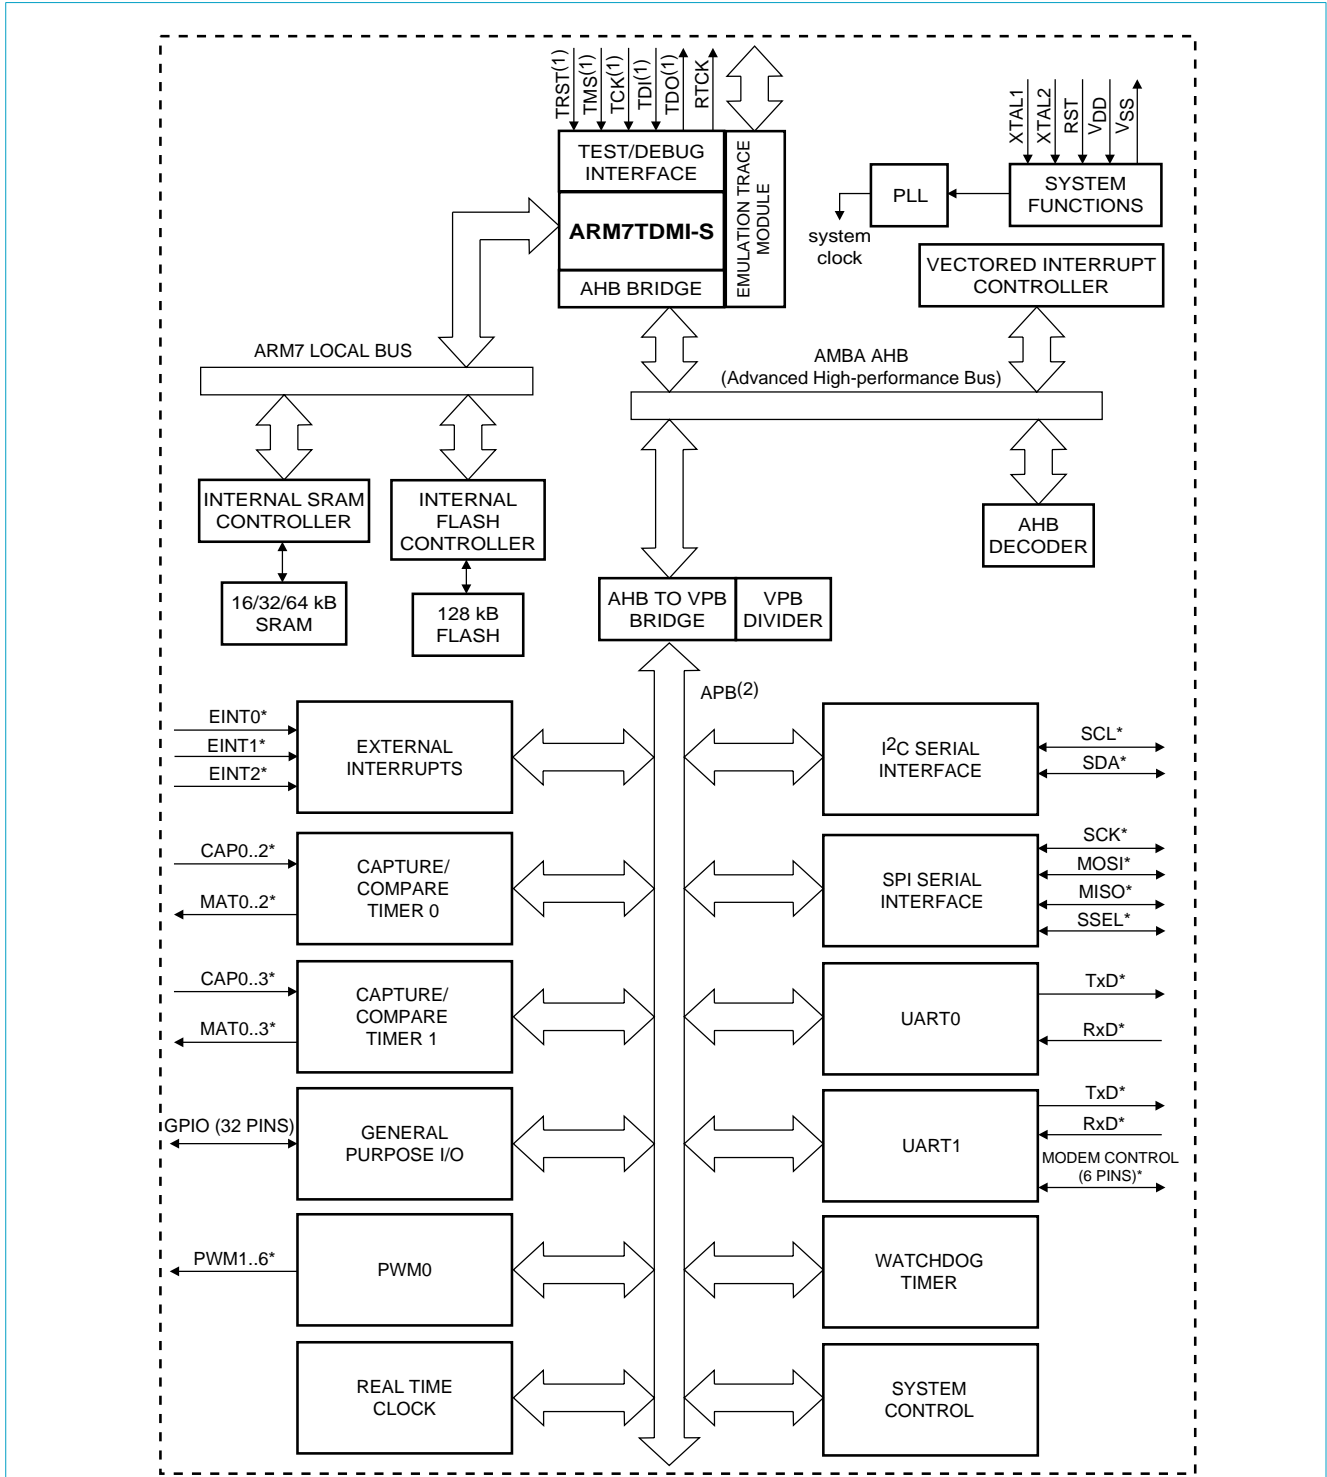 TRST(1)
TMS(1)
TCK(1)
TDI(1)
TDO(1)
RTCK
XTAL1
XTAL2
RST
VDD
VSS
TEST/DEBUG
INTERFACE
ARM7TDMI-S
AHB BRIDGE
EMULATION TRACE
MODULE
PLL
SYSTEM
FUNCTIONS
system
clock
VECTORED INTERRUPT
CONTROLLER
ARM7 LOCAL BUS
AMBA AHB
(Advanced High-performance Bus)
INTERNAL SRAM
CONTROLLER
INTERNAL
FLASH
CONTROLLER
AHB
DECODER
16/32/64 kB
SRAM
128 kB
FLASH
AHB TO VPB
BRIDGE
VPB
DIVIDER
APB(2)
EINT0*
EINT1*
EINT2*
EXTERNAL
INTERRUPTS
I2C SERIAL
INTERFACE
SCL*
SDA*
CAP0..2*
MAT0..2*
CAPTURE/
COMPARE
TIMER 0
SPI SERIAL
INTERFACE
SCK*
MOSI*
MISO*
SSEL*
CAP0..3*
MAT0..3*
CAPTURE/
COMPARE
TIMER 1
UART0
TxD*
RxD*
GPIO (32 PINS)
GENERAL
PURPOSE I/O
UART1
TxD*
RxD*
MODEM CONTROL
(6 PINS)*
PWM1..6*
PWM0
WATCHDOG
TIMER
REAL TIME
CLOCK
SYSTEM
CONTROL